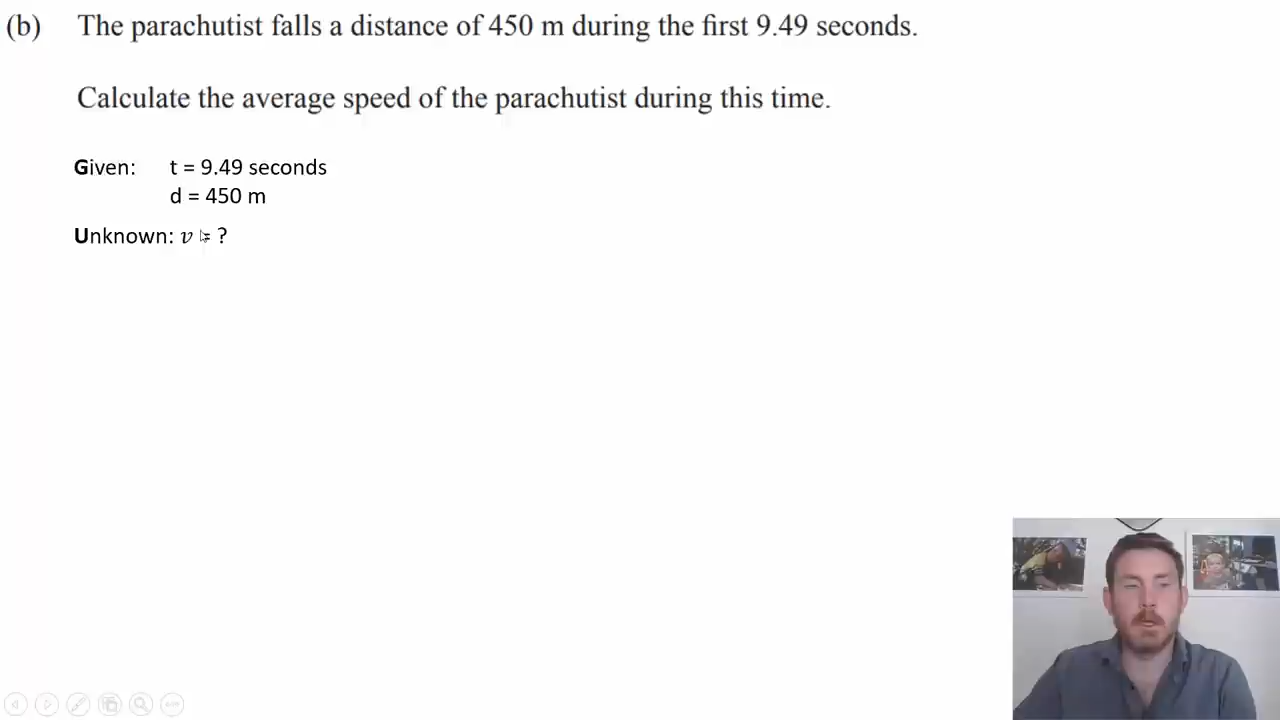 (b) The parachutist falls a distance of 450 m during the first 9.49 seconds.
Calculate the average speed of the parachutist during this time.
Given: t = 9.49 seconds
d = 450 m
Unknown: v = ?